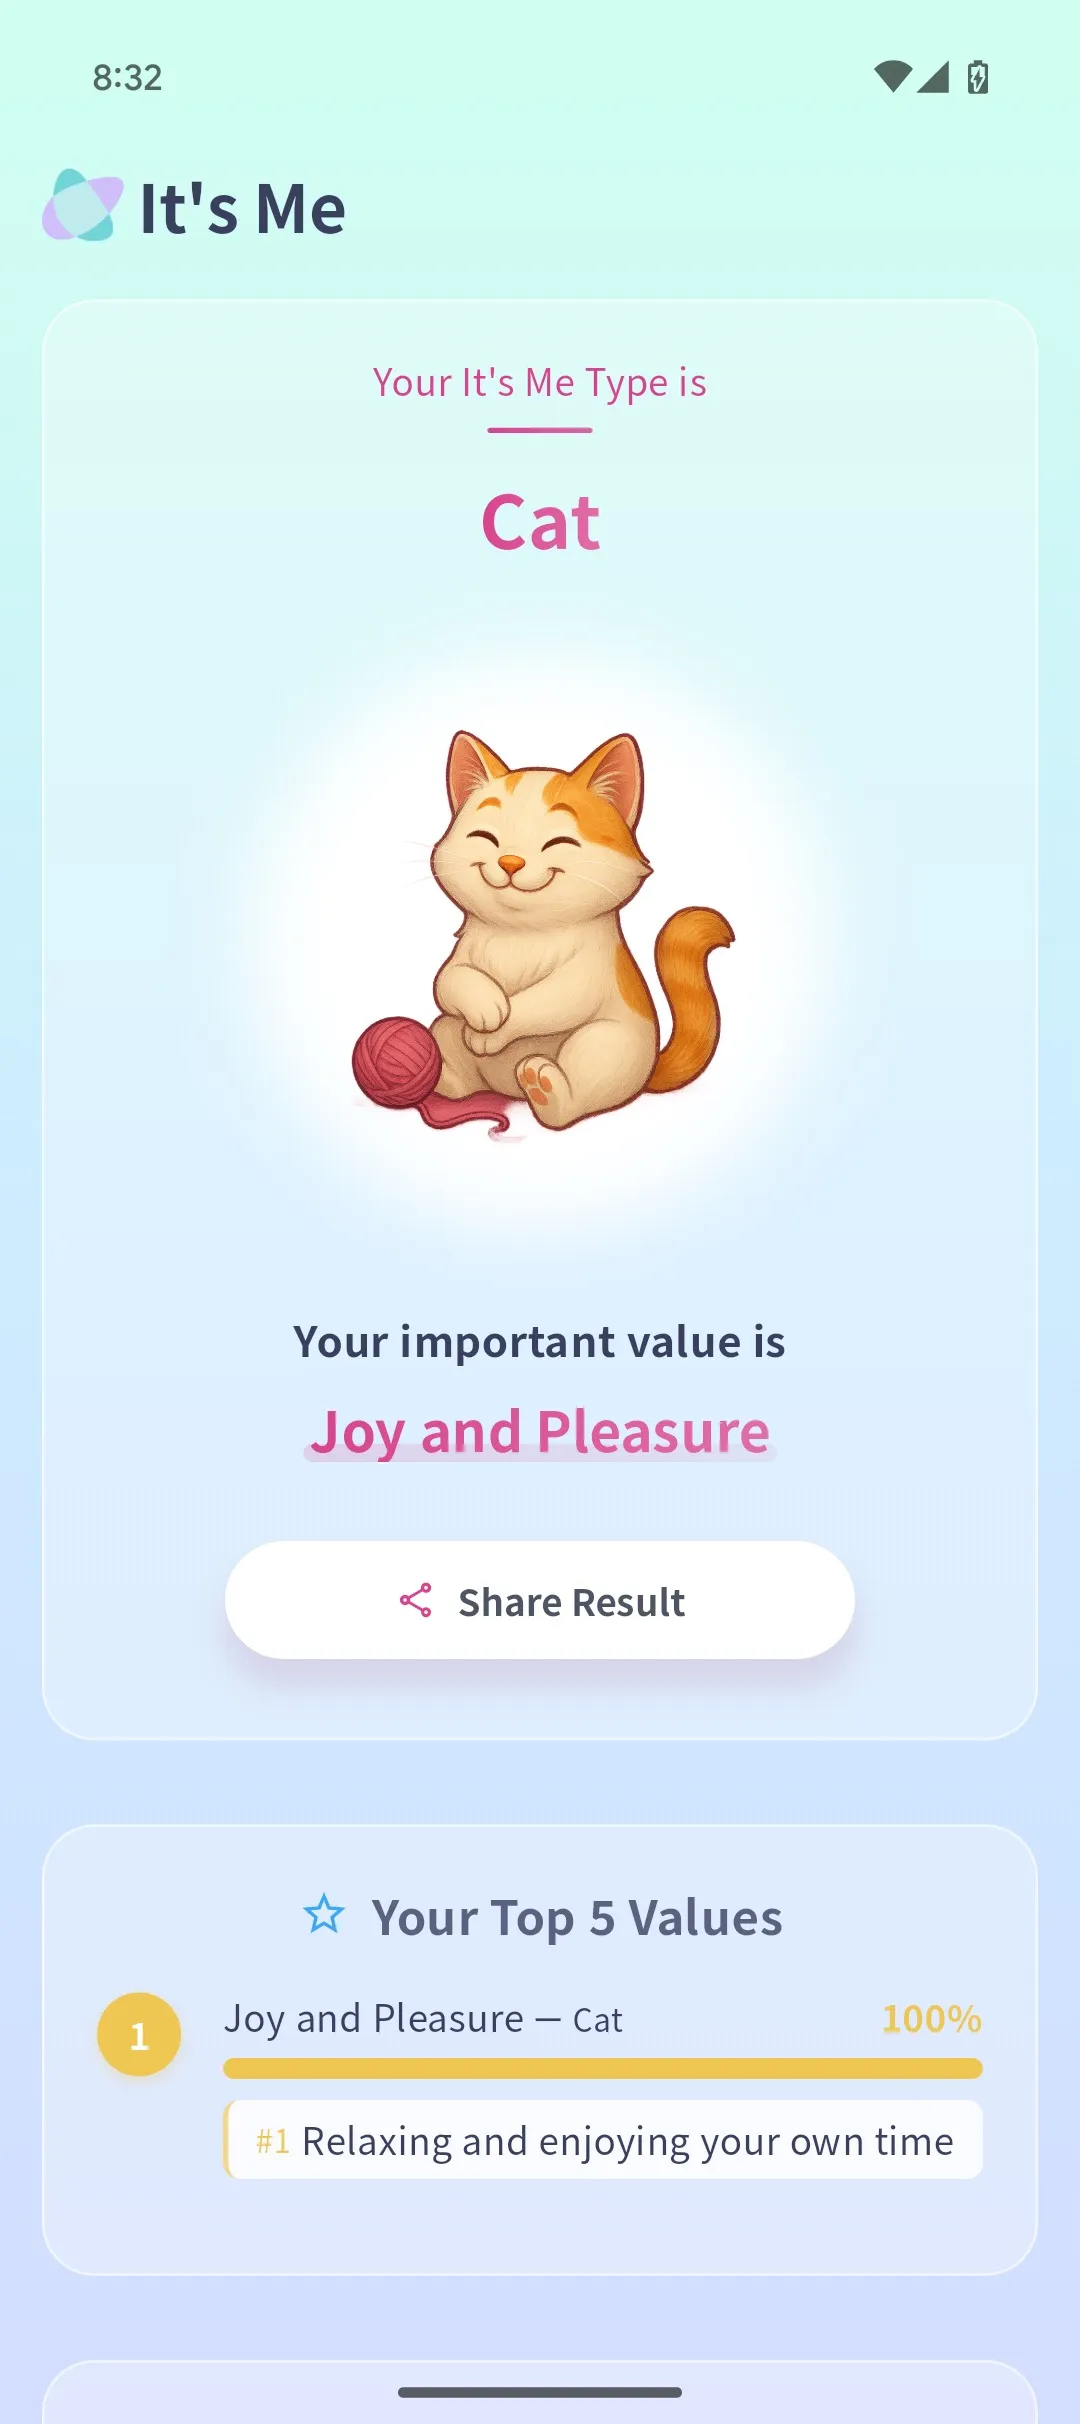 8:32
It's Me
Your It's Me Type is
Cat
Your important value is
Joy and Pleasure
Share Result
Your Top 5 Values
1
Joy and Pleasure — Cat
100%
#1 Relaxing and enjoying your own time